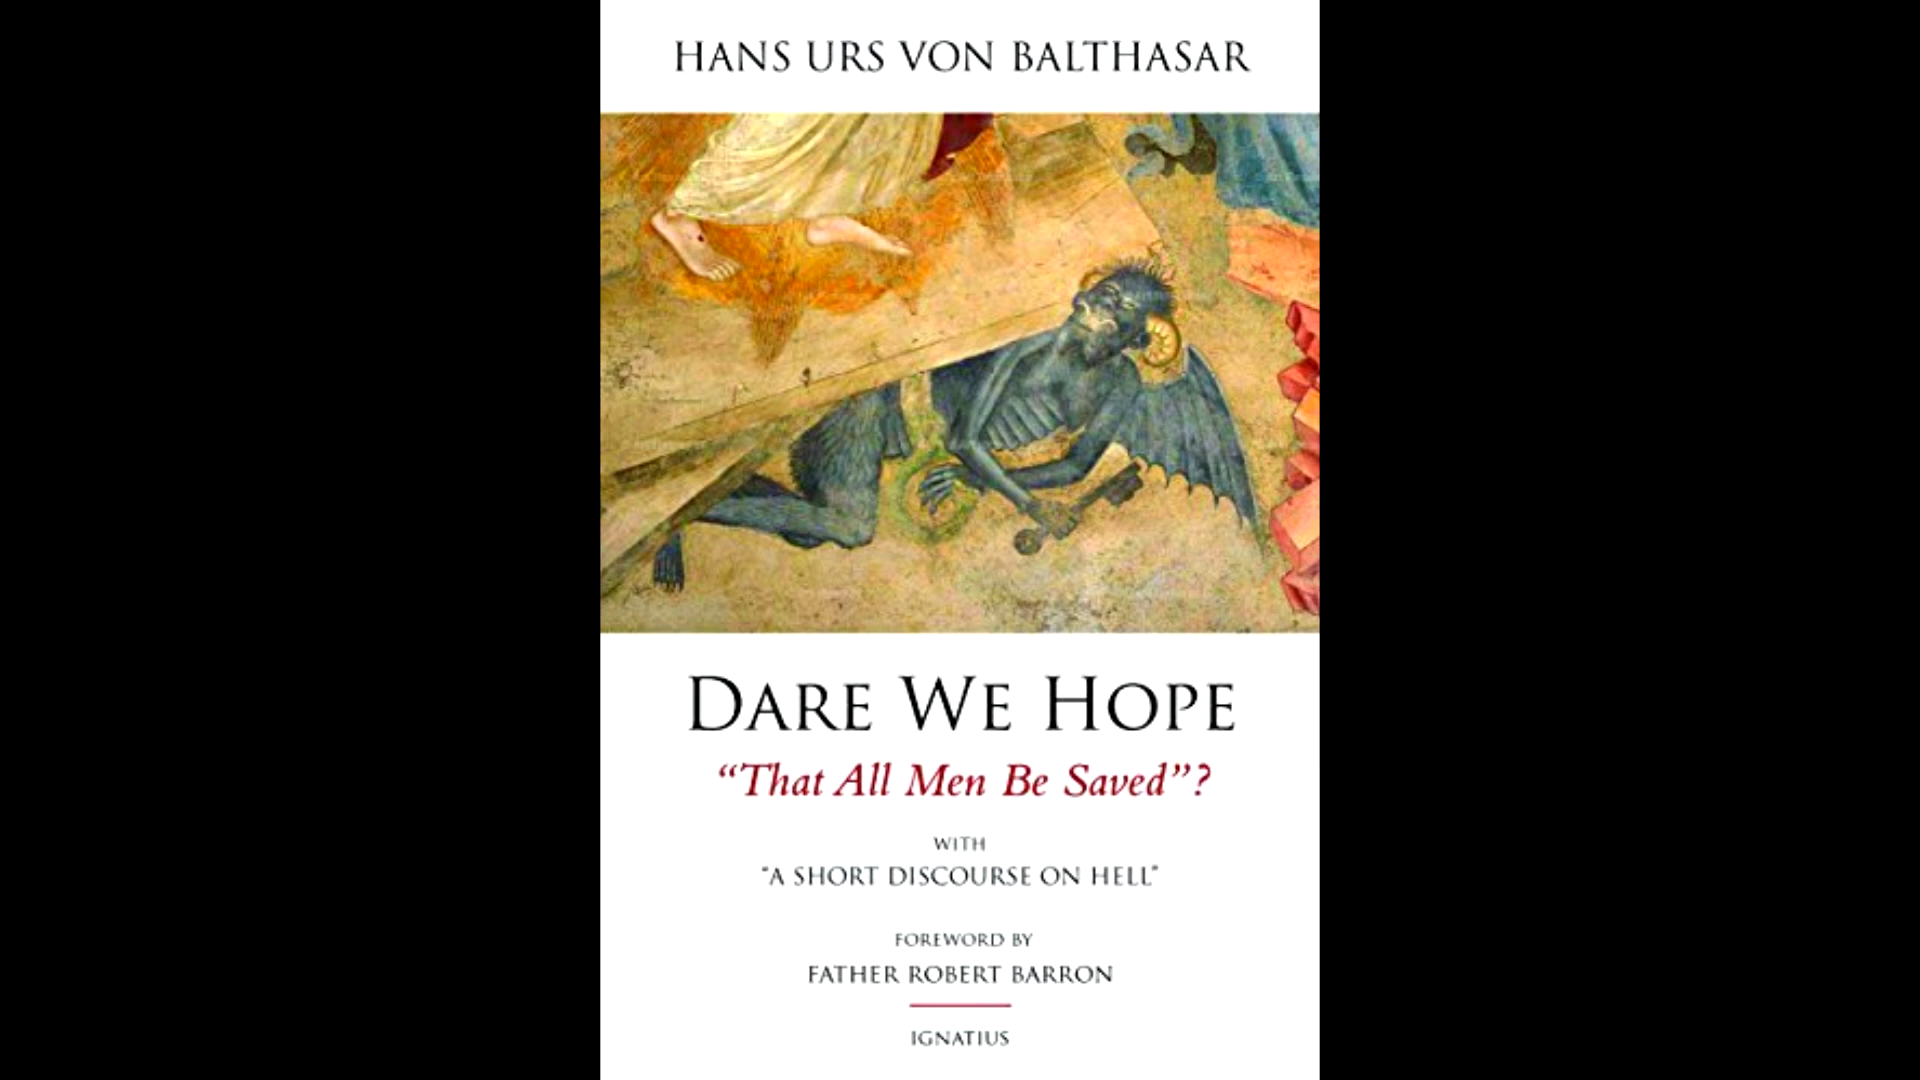 HANS URS VON BALTHASAR
DARE WE HOPE
“That All Men Be Saved”?
WITH
“A SHORT DISCOURSE ON HELL”
FOREWORD BY
FATHER ROBERT BARRON
IGNATIUS